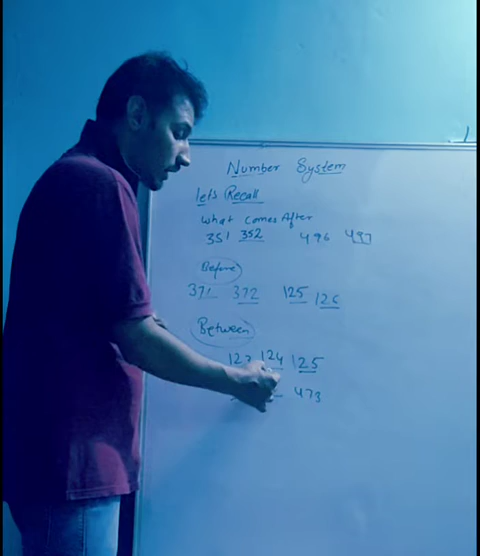 Number System
let's Recall
What comes After
351 352 496 497
Before
371 372 125 126
Between
123 124 125
473